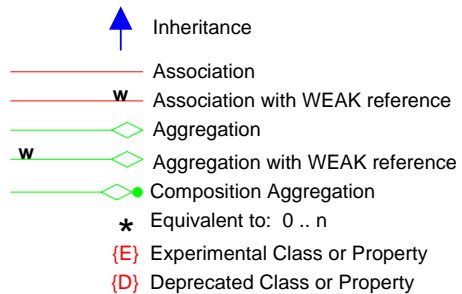 Inheritance
Association
w Association with WEAK reference
Aggregation
w Aggregation with WEAK reference
Composition Aggregation
* Equivalent to: 0 .. n
{E} Experimental Class or Property
{D} Deprecated Class or Property